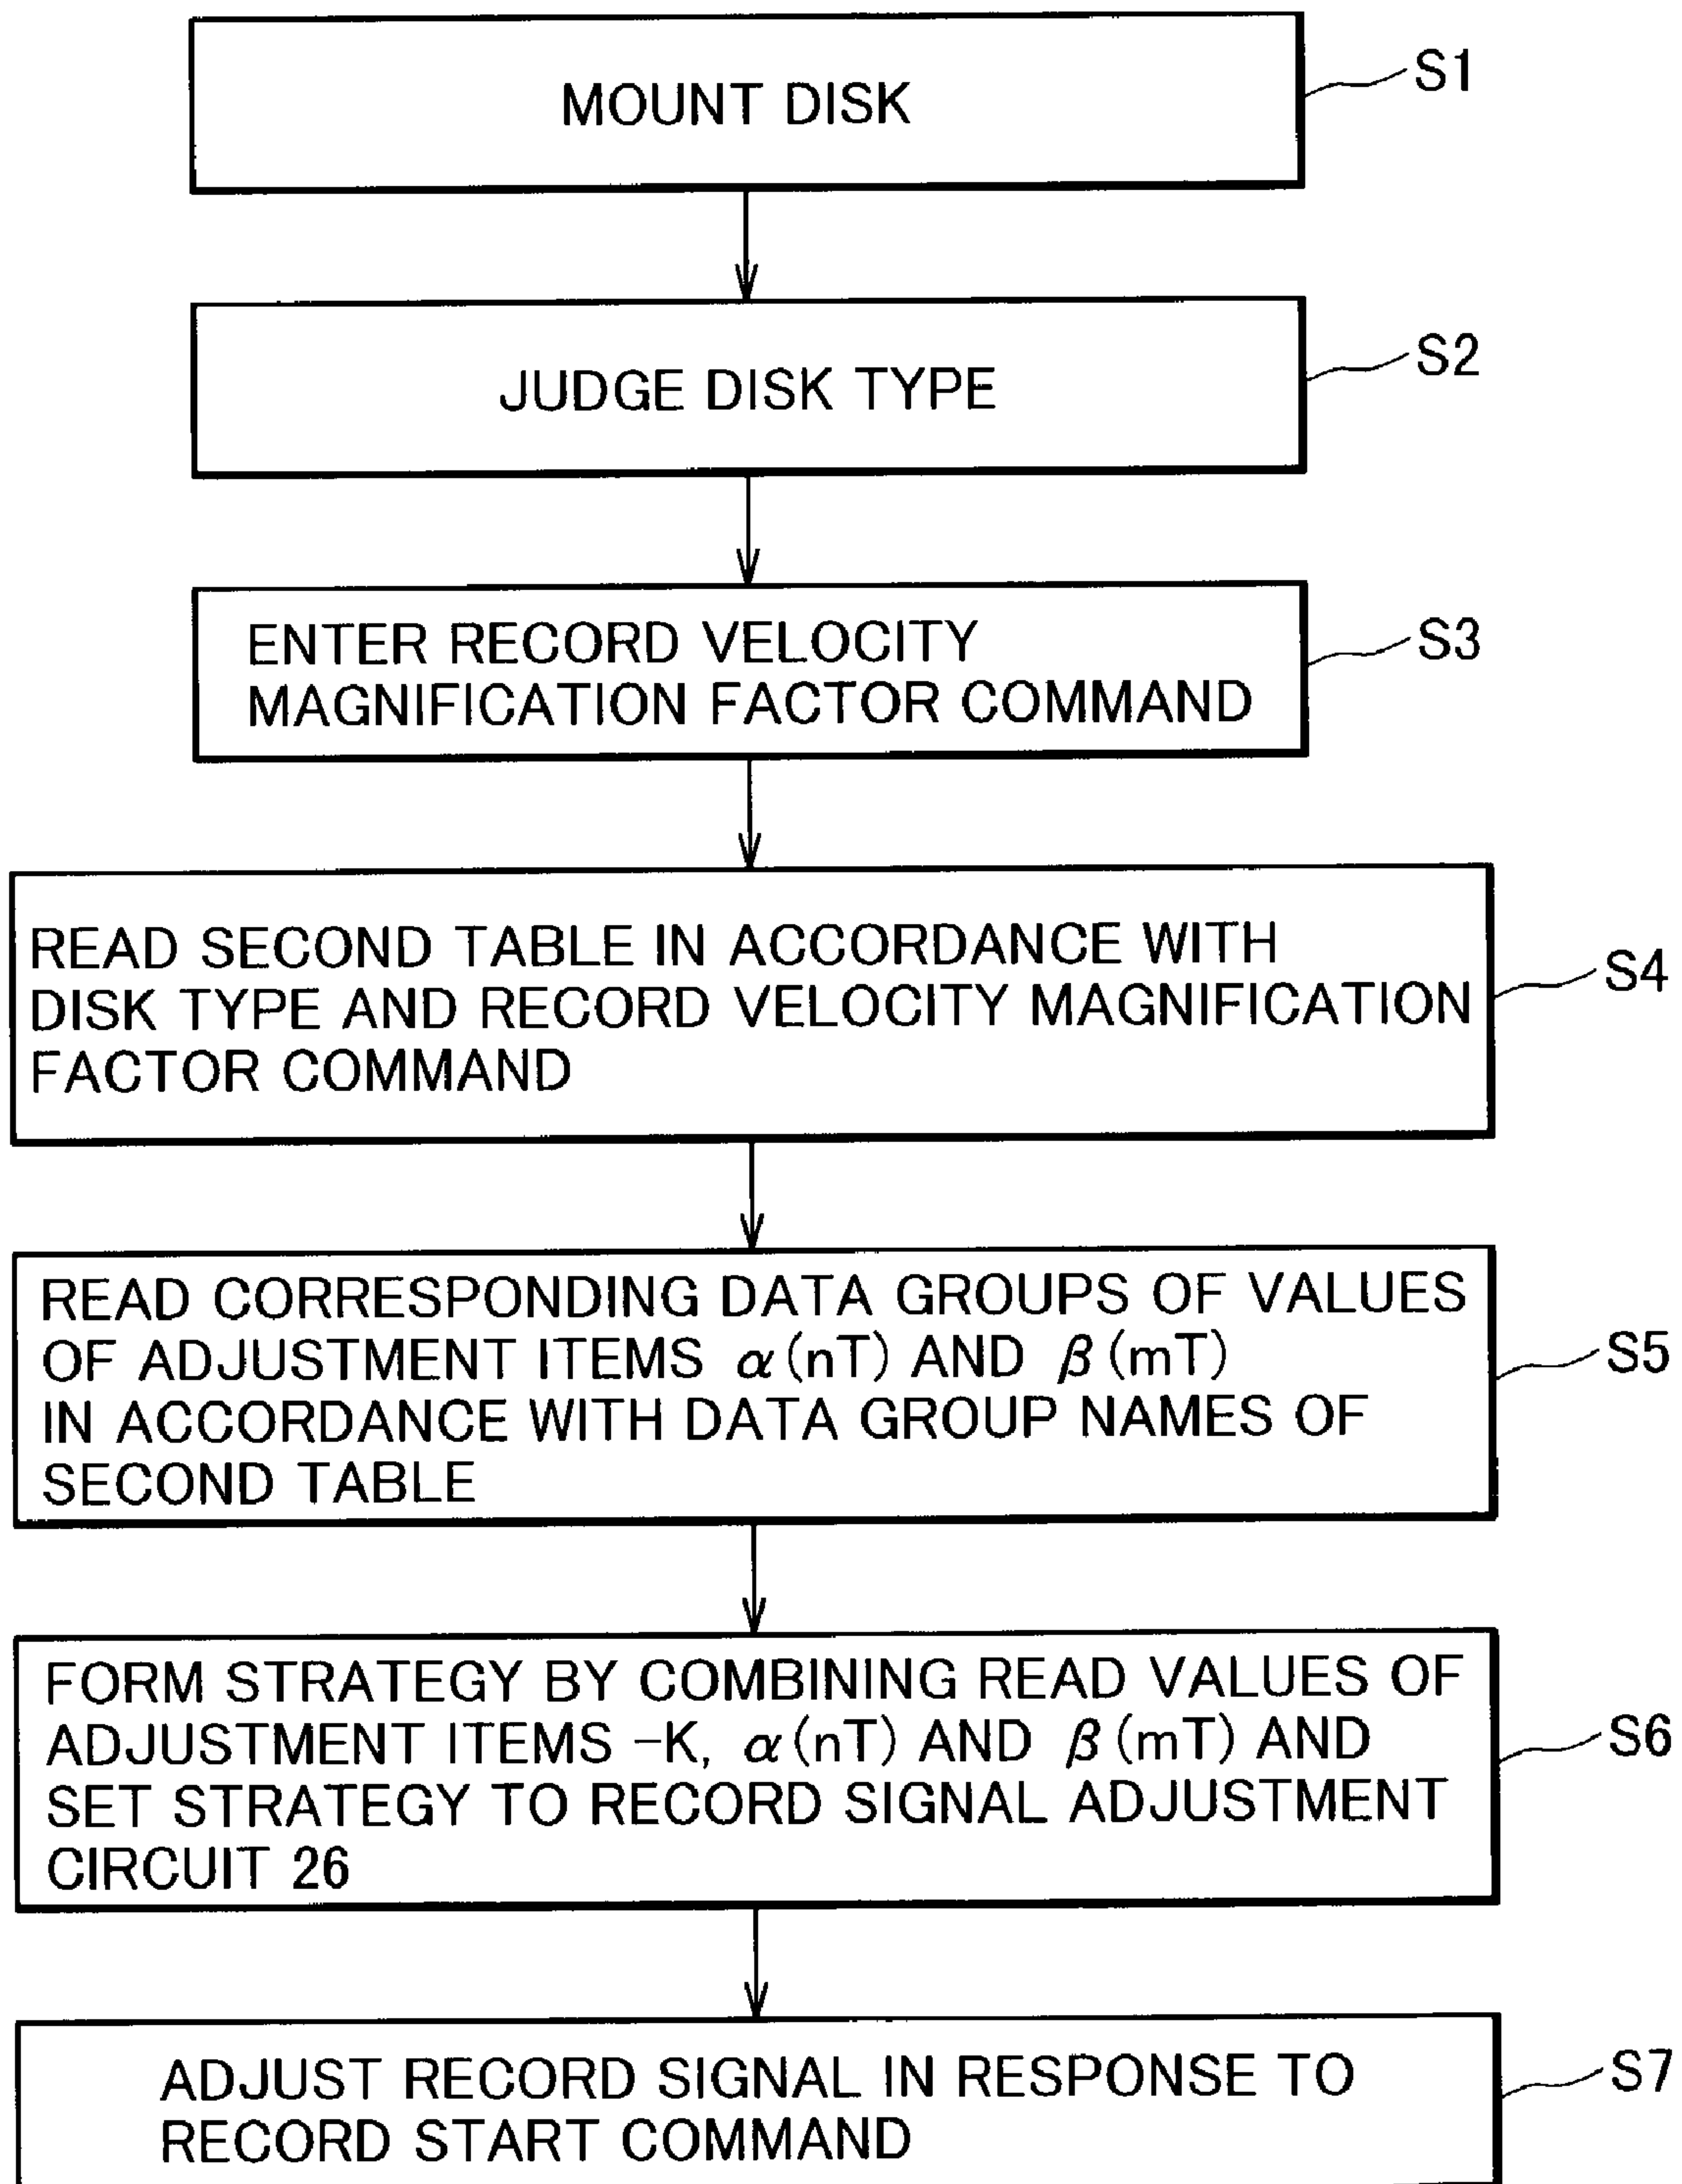 MOUNT DISK
S1
JUDGE DISK TYPE
S2
ENTER RECORD VELOCITY
MAGNIFICATION FACTOR COMMAND
S3
READ SECOND TABLE IN ACCORDANCE WITH
DISK TYPE AND RECORD VELOCITY MAGNIFICATION
FACTOR COMMAND
S4
READ CORRESPONDING DATA GROUPS OF VALUES
OF ADJUSTMENT ITEMS α(nT) AND β(mT)
IN ACCORDANCE WITH DATA GROUP NAMES OF
SECOND TABLE
S5
FORM STRATEGY BY COMBINING READ VALUES OF
ADJUSTMENT ITEMS –K, α(nT) AND β(mT) AND
SET STRATEGY TO RECORD SIGNAL ADJUSTMENT
CIRCUIT 26
S6
ADJUST RECORD SIGNAL IN RESPONSE TO
RECORD START COMMAND
S7